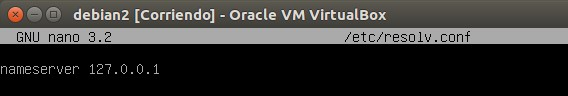 debian2 [Corriendo] - Oracle VM VirtualBox
GNU nano 3.2 /etc/resolv.conf
nameserver 127.0.0.1